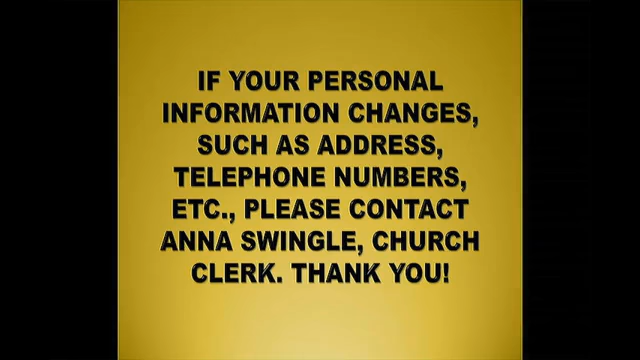 IF YOUR PERSONAL
INFORMATION CHANGES,
SUCH AS ADDRESS,
TELEPHONE NUMBERS,
ETC., PLEASE CONTACT
ANNA SWINGLE, CHURCH
CLERK. THANK YOU!